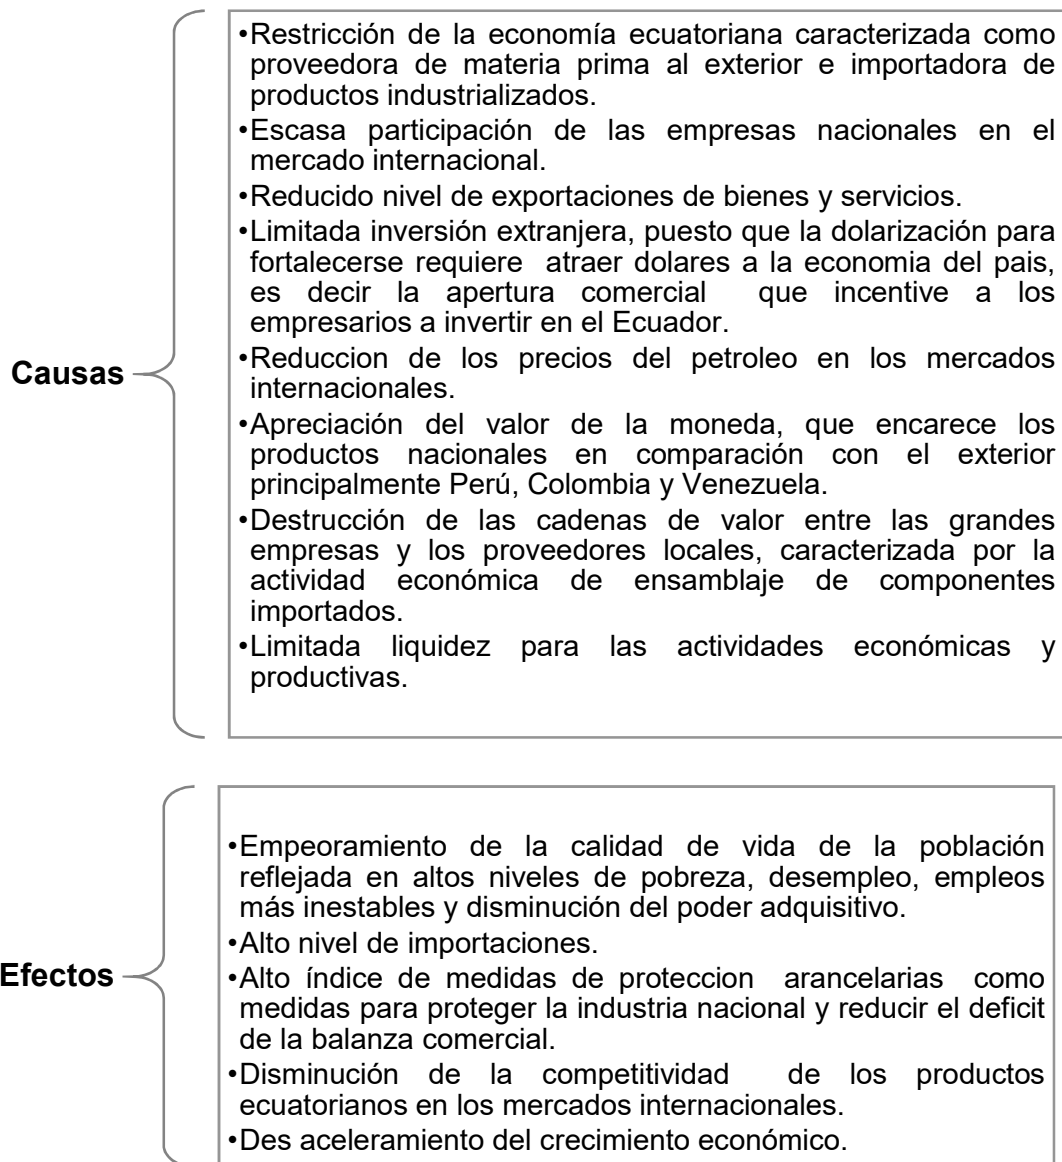 •Restricción de la economía ecuatoriana caracterizada como
proveedora de materia prima al exterior e importadora de
productos industrializados.
•Escasa participación de las empresas nacionales en el
mercado internacional.
•Reducido nivel de exportaciones de bienes y servicios.
•Limitada inversión extranjera, puesto que la dolarización para
fortalecerse requiere atraer dolares a la economia del pais,
es decir la apertura comercial que incentive a los
empresarios a invertir en el Ecuador.
Causas
•Reduccion de los precios del petroleo en los mercados
internacionales.
•Apreciación del valor de la moneda, que encarece los
productos nacionales en comparación con el exterior
principalmente Perú, Colombia y Venezuela.
•Destrucción de las cadenas de valor entre las grandes
empresas y los proveedores locales, caracterizada por la
actividad económica de ensamblaje de componentes
importados.
•Limitada liquidez para las actividades económicas y
productivas.
•Empeoramiento de la calidad de vida de la población
reflejada en altos niveles de pobreza, desempleo, empleos
más inestables y disminución del poder adquisitivo.
•Alto nivel de importaciones.
Efectos
•Alto índice de medidas de proteccion arancelarias como
medidas para proteger la industria nacional y reducir el deficit
de la balanza comercial.
•Disminución de la competitividad de los productos
ecuatorianos en los mercados internacionales.
•Des aceleramiento del crecimiento económico.